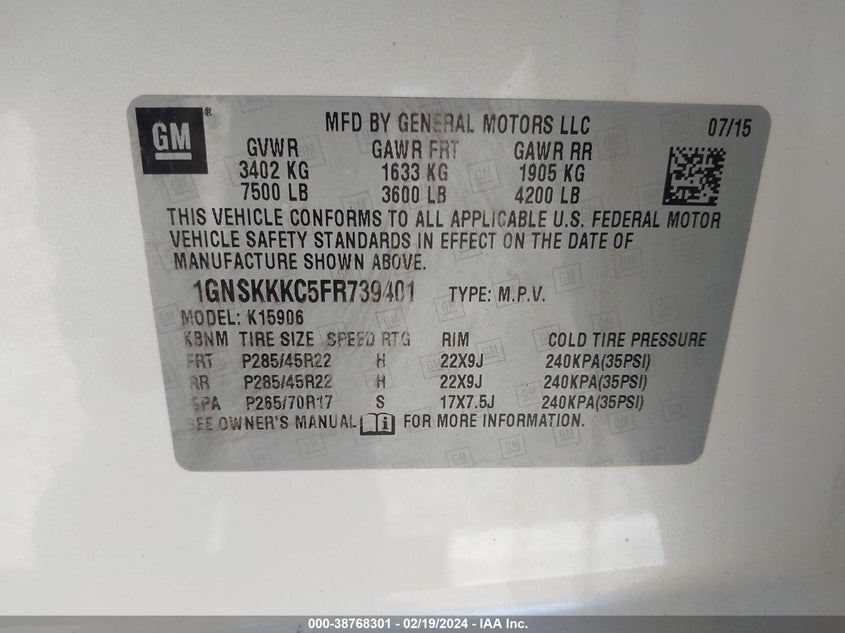 GM ®
MFD BY GENERAL MOTORS LLC 07/15
GVWR GAWR FRT GAWR RR
3402 KG 1633 KG 1905 KG
7500 LB 3600 LB 4200 LB
THIS VEHICLE CONFORMS TO ALL APPLICABLE U.S. FEDERAL MOTOR
VEHICLE SAFETY STANDARDS IN EFFECT ON THE DATE OF
MANUFACTURE SHOWN ABOVE.
1GNSKKKC5FR739401 TYPE: M.P.V.
MODEL: K15906
KBNM TIRE SIZE SPEED RTG RIM COLD TIRE PRESSURE
FRT P285/45R22 H 22X9J 240KPA(35PSI)
RR P285/45R22 H 22X9J 240KPA(35PSI)
SPA P265/70R17 S 17X7.5J 240KPA(35PSI)
SEE OWNER'S MANUAL FOR MORE INFORMATION.
000-38768301 - 02/19/2024 - IAA Inc.